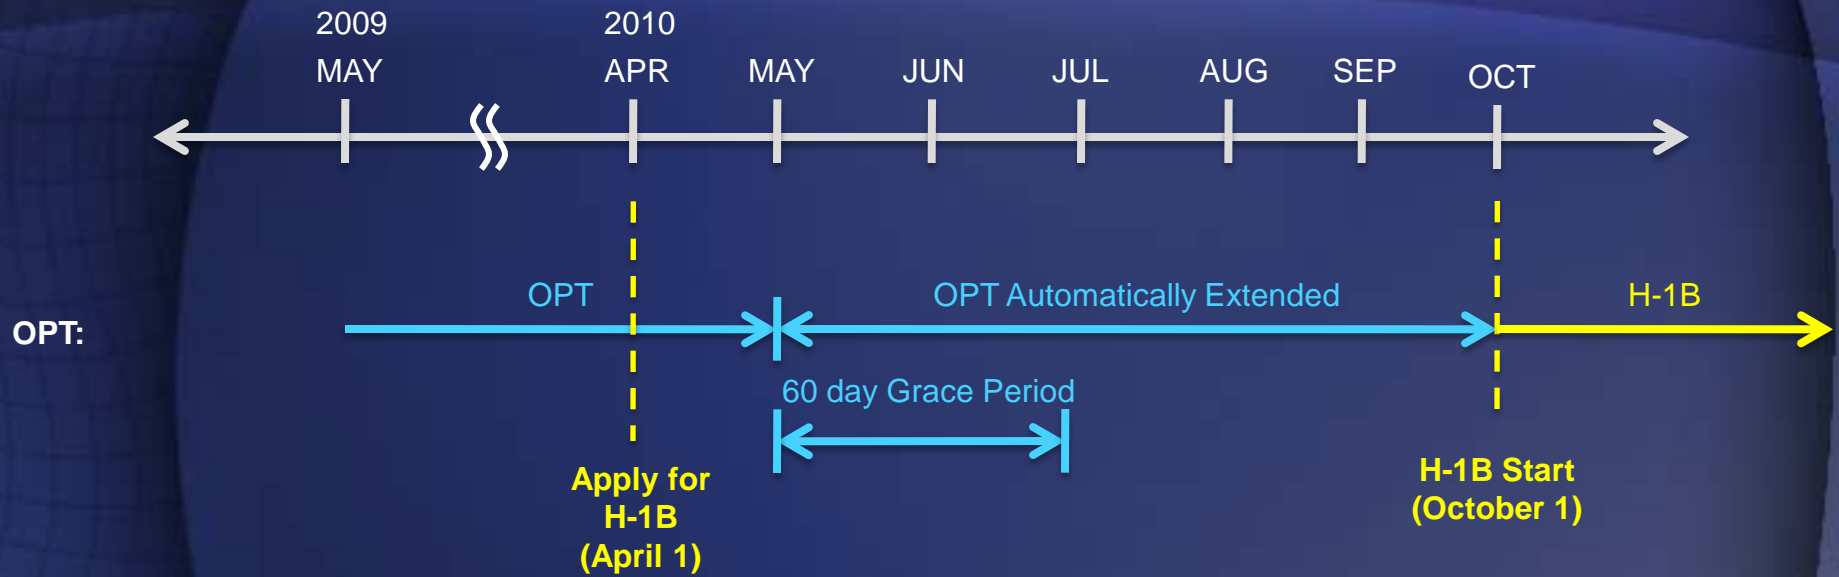 2009
2010
MAY
APR
MAY
JUN
JUL
AUG
SEP
OCT
OPT
OPT Automatically Extended
H-1B
OPT:
60 day Grace Period
Apply for
H-1B
(April 1)
H-1B Start
(October 1)